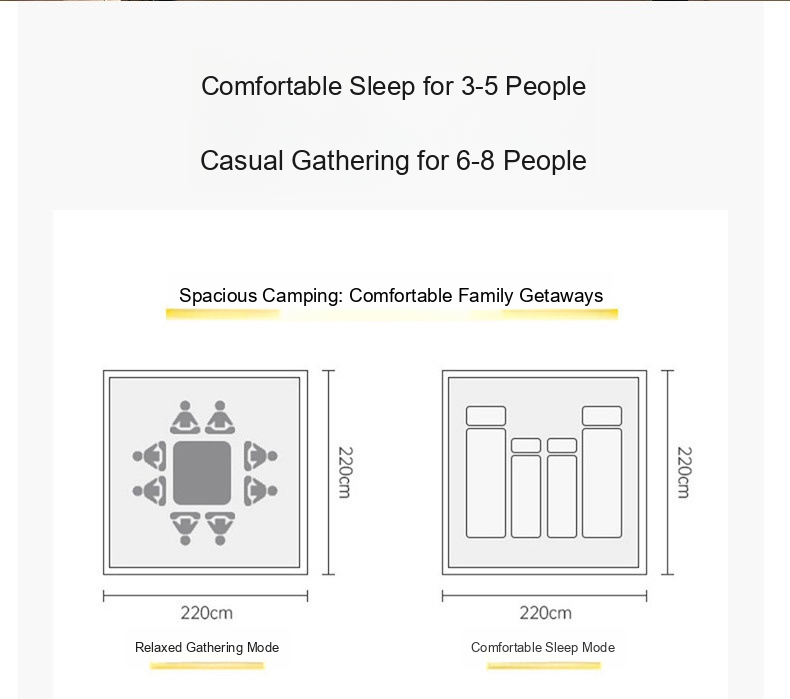 Comfortable Sleep for 3-5 People
Casual Gathering for 6-8 People
Spacious Camping: Comfortable Family Getaways
220cm
220cm
220cm
220cm
Relaxed Gathering Mode
Comfortable Sleep Mode